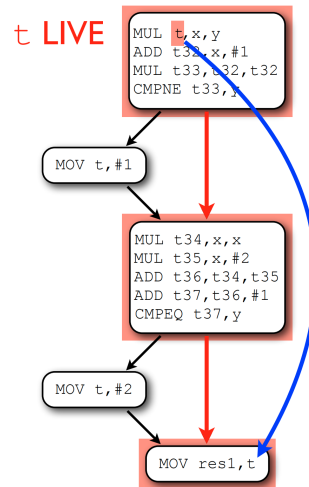 t LIVE
MUL t,x,y
ADD t32,x,#1
MUL t33,t32,t32
CMPNE t33,y
MOV t,#1
MUL t34,x,x
MUL t35,x,#2
ADD t36,t34,t35
ADD t37,t36,#1
CMPEQ t37,y
MOV t,#2
MOV res1,t